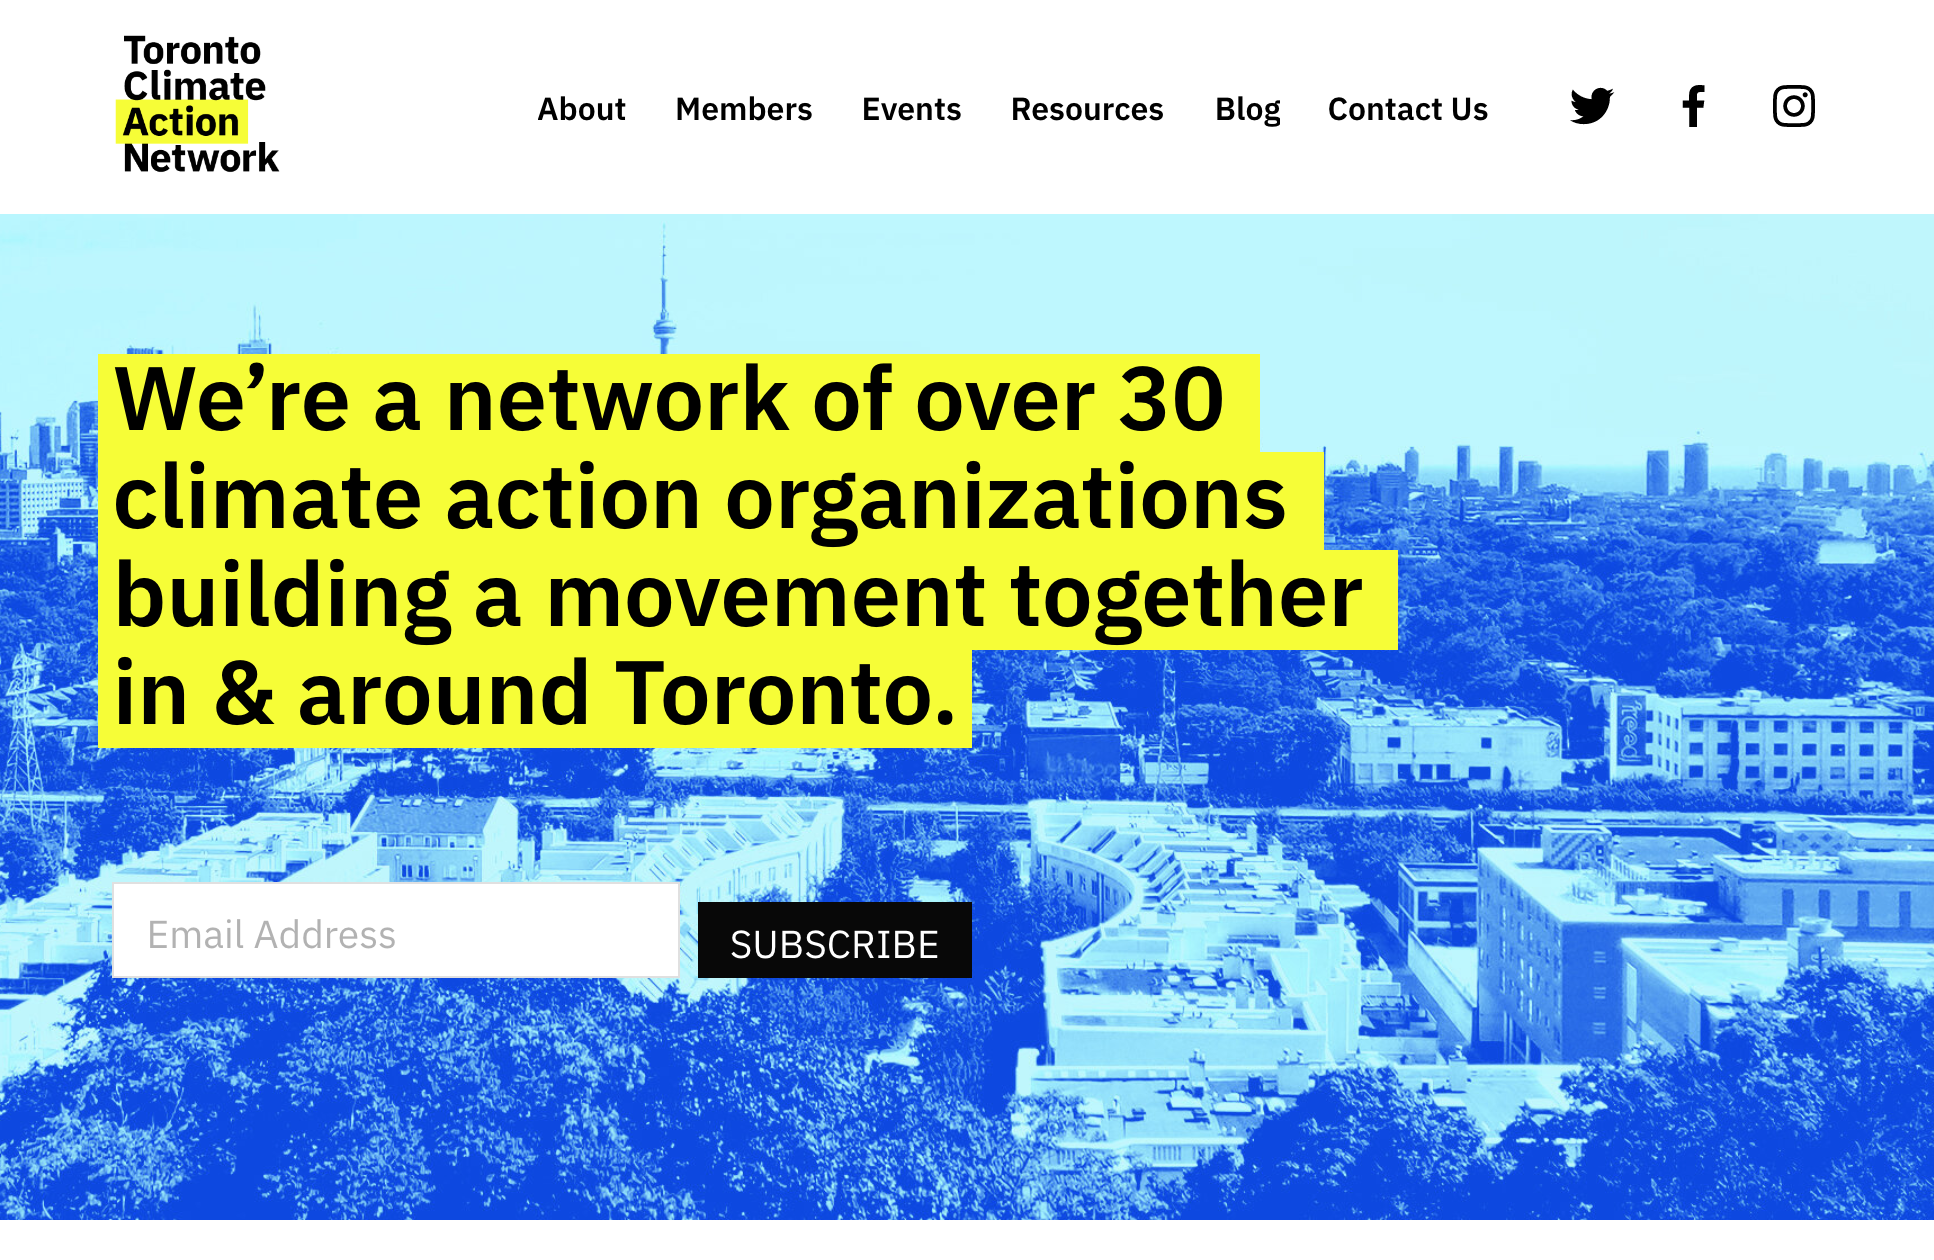 Toronto
Climate
Action
Network
About Members Events Resources Blog Contact Us
We’re a network of over 30
climate action organizations
building a movement together
in & around Toronto.
freed
Email Address
SUBSCRIBE